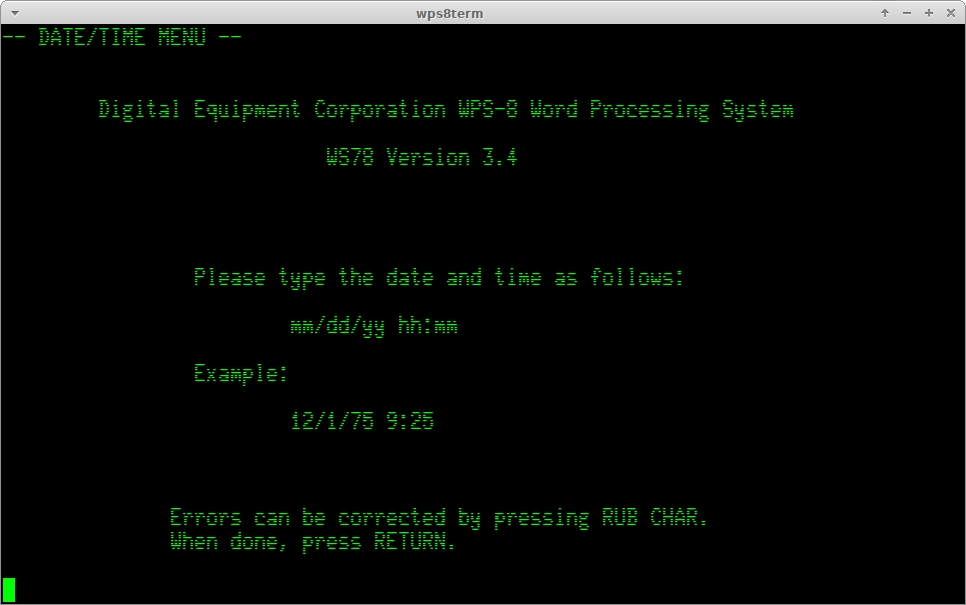 wps8term
-- DATE/TIME MENU --
Digital Equipment Corporation WPS-8 Word Processing System
WS78 Version 3.4
Please type the date and time as follows:
mm/dd/yy hh:mm
Example:
12/1/75 9:25
Errors can be corrected by pressing RUB CHAR.
When done, press RETURN.